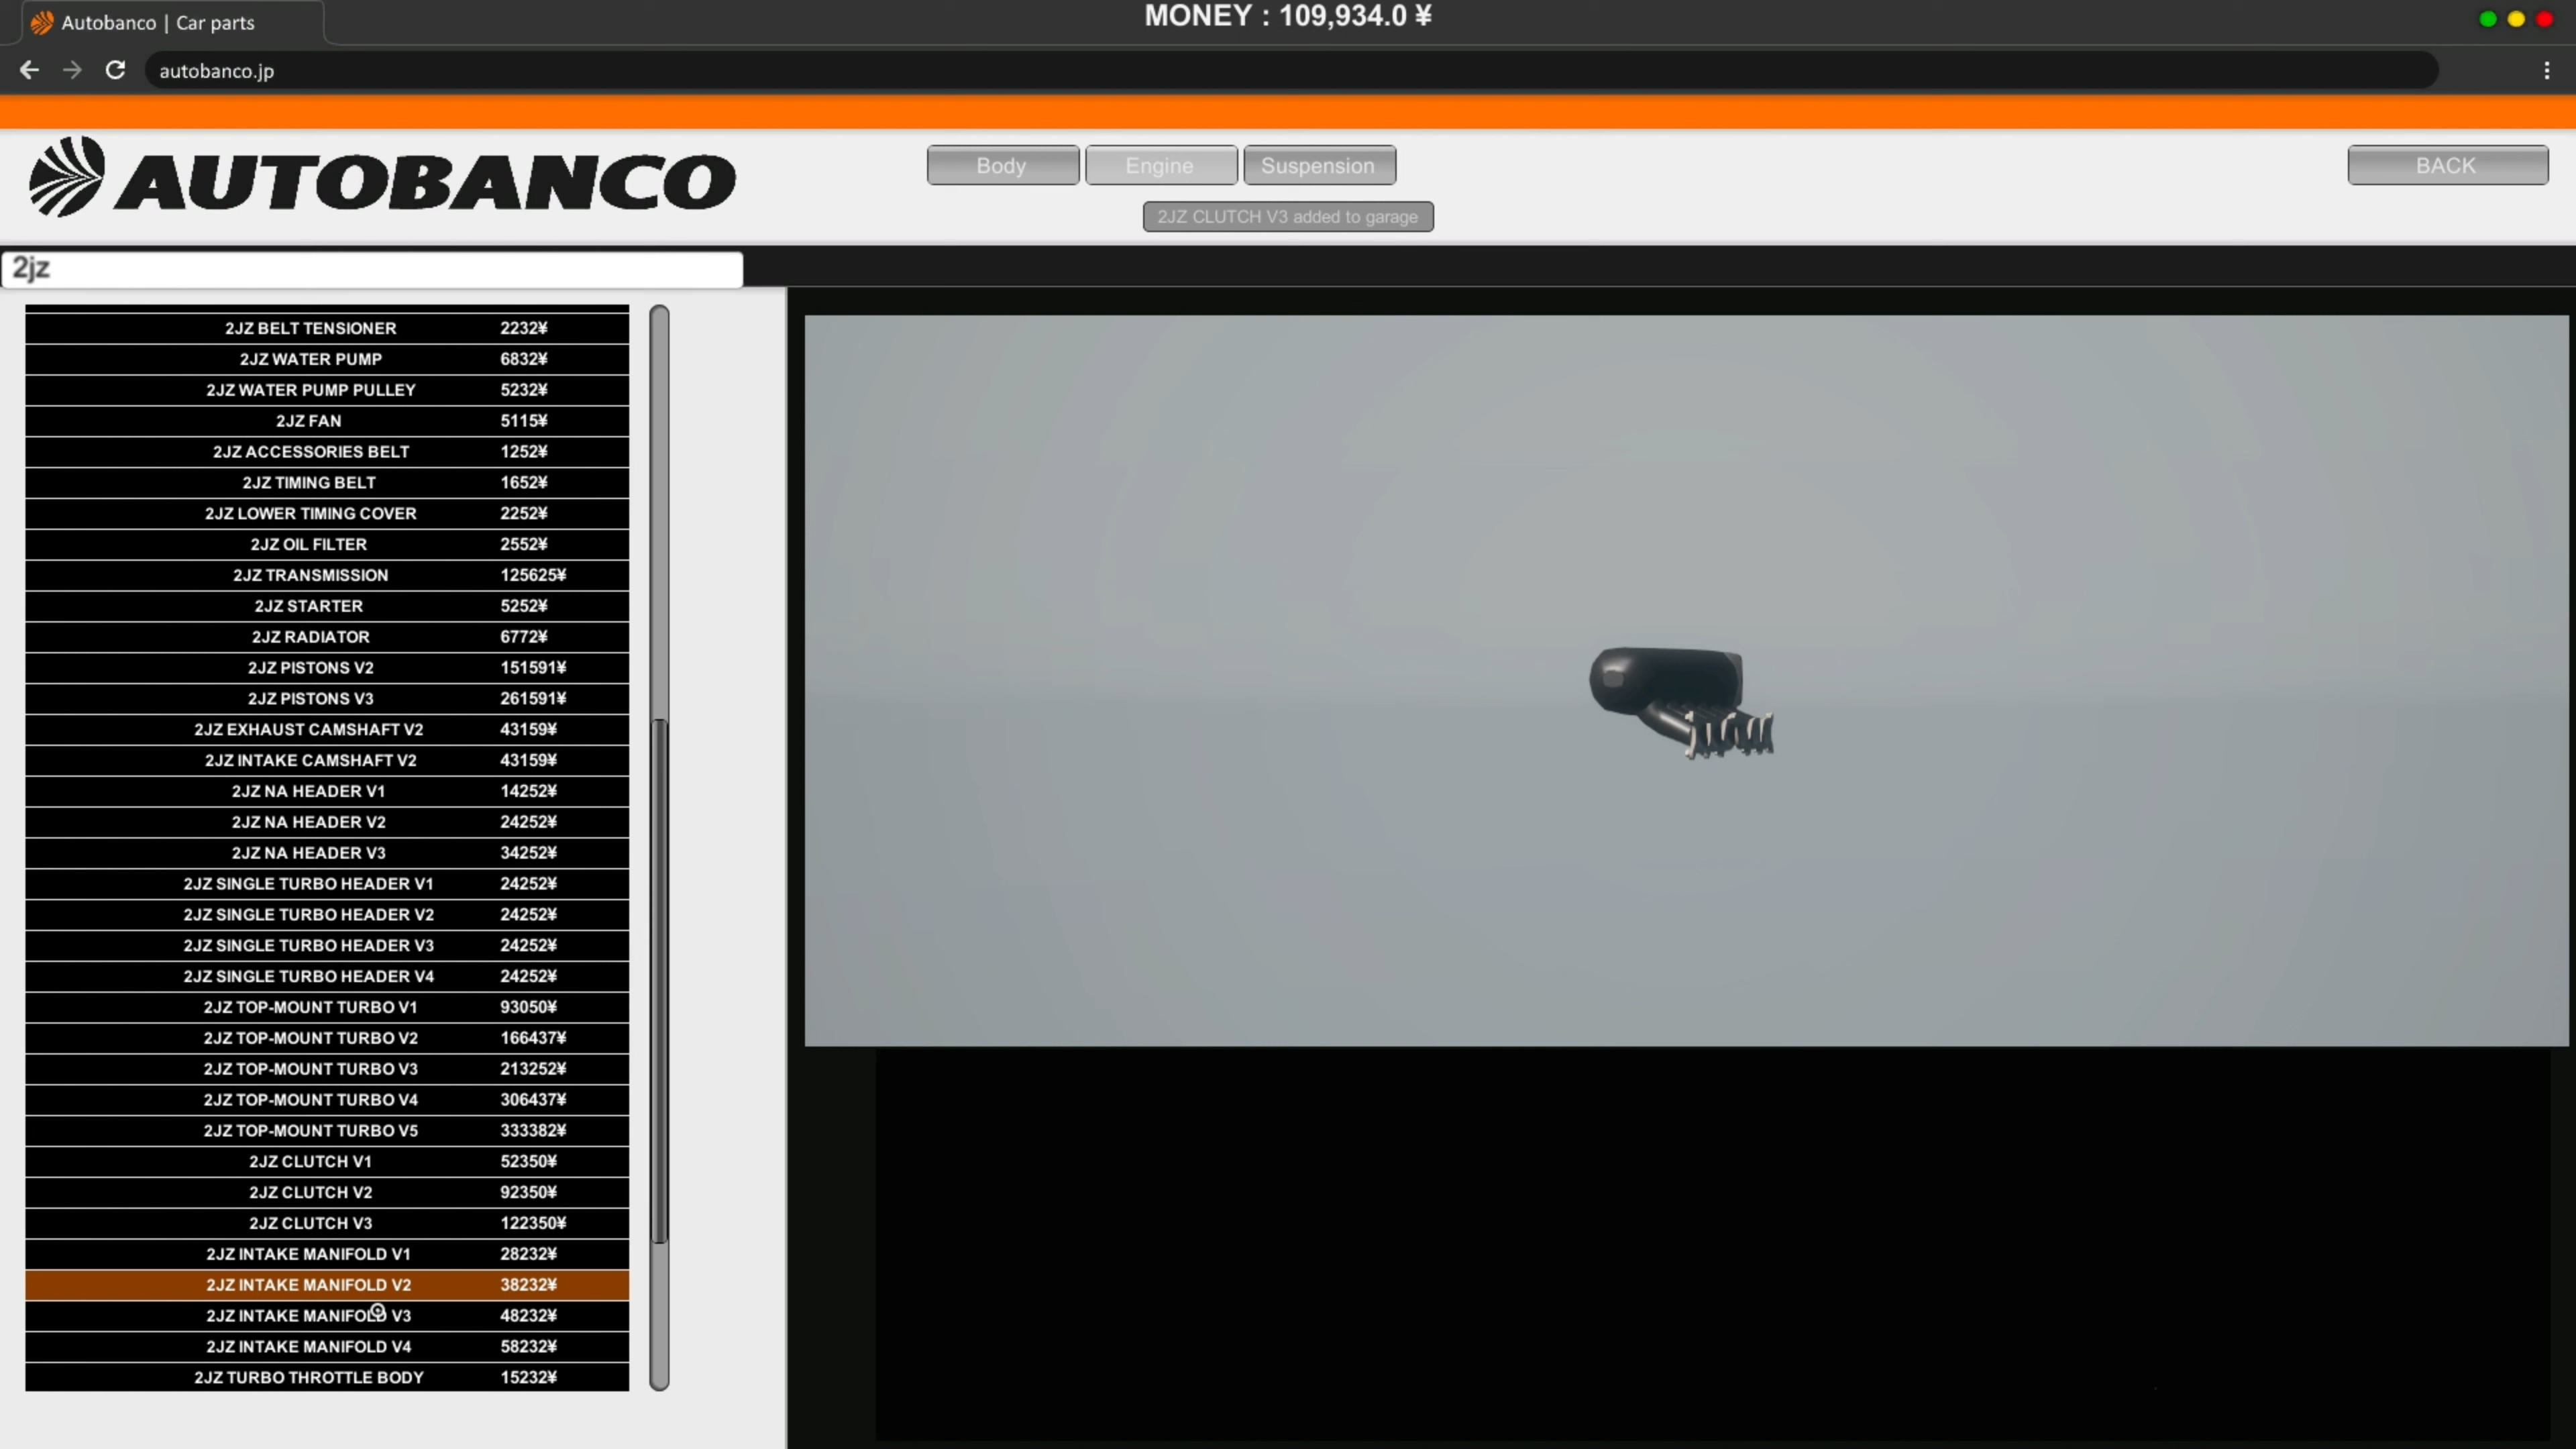 Autobanco | Car parts
MONEY : 109,934.0 ¥
autobanco.jp
AUTOBANCO
Body
Engine
Suspension
BACK
2JZ CLUTCH V3 added to garage
2jz
2JZ BELT TENSIONER 2232¥
2JZ WATER PUMP 6832¥
2JZ WATER PUMP PULLEY 5232¥
2JZ FAN 5115¥
2JZ ACCESSORIES BELT 1252¥
2JZ TIMING BELT 1652¥
2JZ LOWER TIMING COVER 2252¥
2JZ OIL FILTER 2552¥
2JZ TRANSMISSION 125625¥
2JZ STARTER 5252¥
2JZ RADIATOR 6772¥
2JZ PISTONS V2 151591¥
2JZ PISTONS V3 261591¥
2JZ EXHAUST CAMSHAFT V2 43159¥
2JZ INTAKE CAMSHAFT V2 43159¥
2JZ NA HEADER V1 14252¥
2JZ NA HEADER V2 24252¥
2JZ NA HEADER V3 34252¥
2JZ SINGLE TURBO HEADER V1 24252¥
2JZ SINGLE TURBO HEADER V2 24252¥
2JZ SINGLE TURBO HEADER V3 24252¥
2JZ SINGLE TURBO HEADER V4 24252¥
2JZ TOP-MOUNT TURBO V1 93050¥
2JZ TOP-MOUNT TURBO V2 166437¥
2JZ TOP-MOUNT TURBO V3 213252¥
2JZ TOP-MOUNT TURBO V4 306437¥
2JZ TOP-MOUNT TURBO V5 333382¥
2JZ CLUTCH V1 52350¥
2JZ CLUTCH V2 92350¥
2JZ CLUTCH V3 122350¥
2JZ INTAKE MANIFOLD V1 28232¥
2JZ INTAKE MANIFOLD V2 38232¥
2JZ INTAKE MANIFOLD V3 48232¥
2JZ INTAKE MANIFOLD V4 58232¥
2JZ TURBO THROTTLE BODY 15232¥